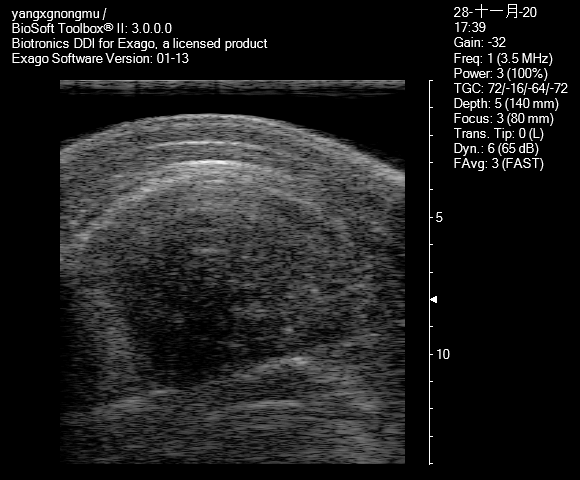 yangxgnongmu /
BioSoft Toolbox® II: 3.0.0.0
Biotronics DDI for Exago, a licensed product
Exago Software Version: 01-13
28-十一月-20
17:39
Gain: -32
Freq: 1 (3.5 MHz)
Power: 3 (100%)
TGC: 72/-16/-64/-72
Depth: 5 (140 mm)
Focus: 3 (80 mm)
Trans. Tip: 0 (L)
Dyn.: 6 (65 dB)
FAvg: 3 (FAST)
5
10